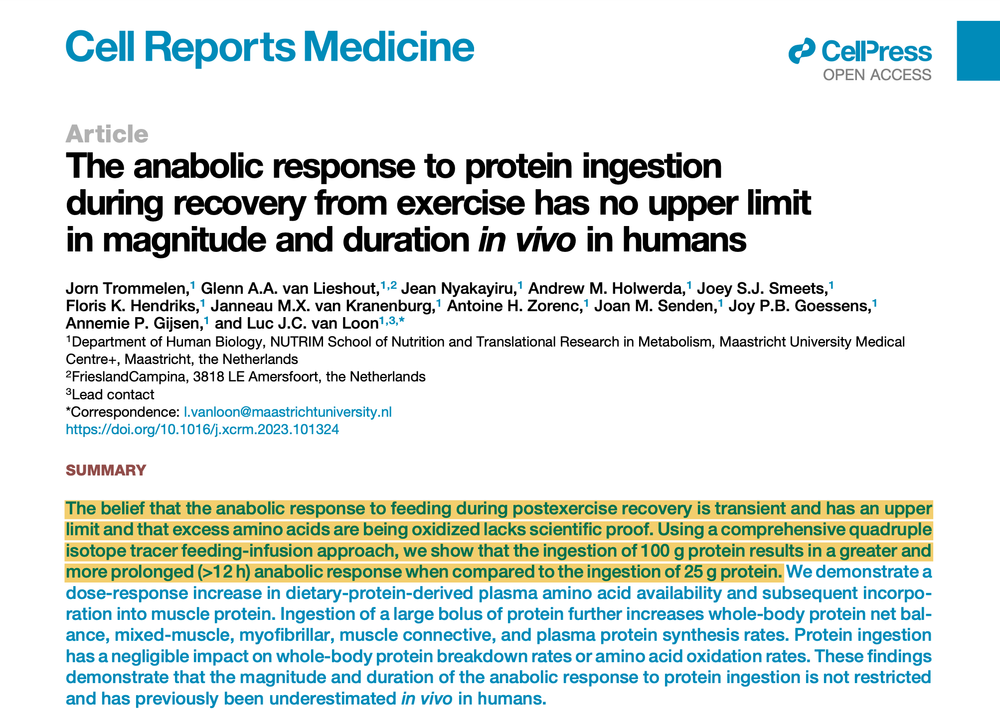 Cell Reports Medicine
CellPress
OPEN ACCESS
Article
The anabolic response to protein ingestion
during recovery from exercise has no upper limit
in magnitude and duration in vivo in humans
Jorn Trommelen,1 Glenn A.A. van Lieshout,1,2 Jean Nyakayiru,1 Andrew M. Holwerda,1 Joey S.J. Smeets,1
Floris K. Hendriks,1 Janneau M.X. van Kranenburg,1 Antoine H. Zorenc,1 Joan M. Senden,1 Joy P.B. Goessens,1
Annemie P. Gijsen,1 and Luc J.C. van Loon1,3,*
1Department of Human Biology, NUTRIM School of Nutrition and Translational Research in Metabolism, Maastricht University Medical
Centre+, Maastricht, the Netherlands
2FrieslandCampina, 3818 LE Amersfoort, the Netherlands
3Lead contact
*Correspondence: l.vanloon@maastrichtuniversity.nl
https://doi.org/10.1016/j.xcrm.2023.101324
SUMMARY
The belief that the anabolic response to feeding during postexercise recovery is transient and has an upper
limit and that excess amino acids are being oxidized lacks scientific proof. Using a comprehensive quadruple
isotope tracer feeding-infusion approach, we show that the ingestion of 100 g protein results in a greater and
more prolonged (>12 h) anabolic response when compared to the ingestion of 25 g protein. We demonstrate a
dose-response increase in dietary-protein-derived plasma amino acid availability and subsequent incorpo-
ration into muscle protein. Ingestion of a large bolus of protein further increases whole-body protein net bal-
ance, mixed-muscle, myofibrillar, muscle connective, and plasma protein synthesis rates. Protein ingestion
has a negligible impact on whole-body protein breakdown rates or amino acid oxidation rates. These findings
demonstrate that the magnitude and duration of the anabolic response to protein ingestion is not restricted
and has previously been underestimated in vivo in humans.